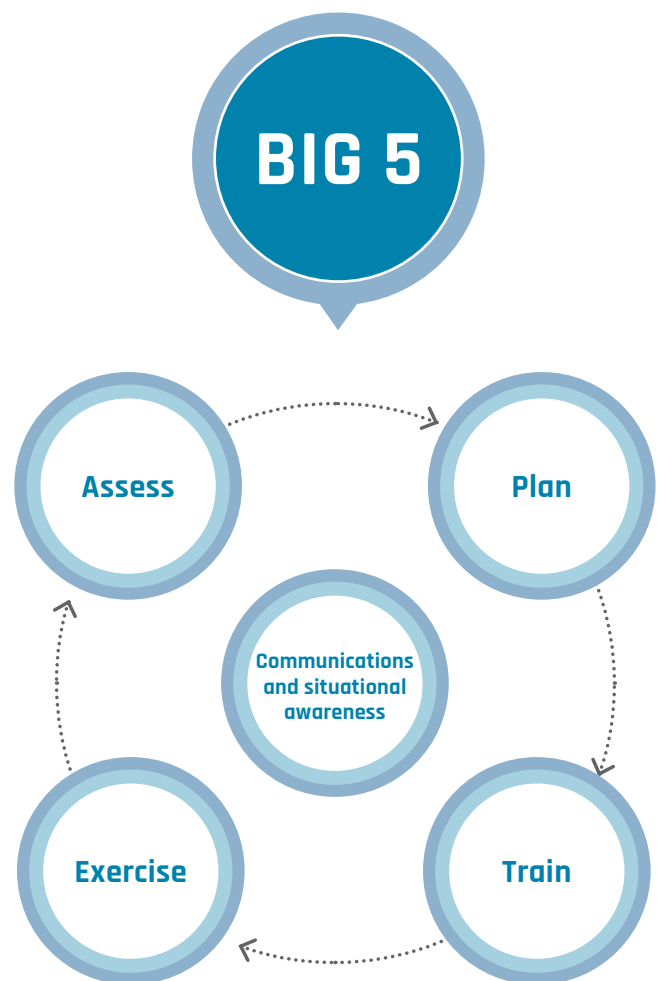 BIG 5
Assess
Plan
Communications
and situational
awareness
Exercise
Train